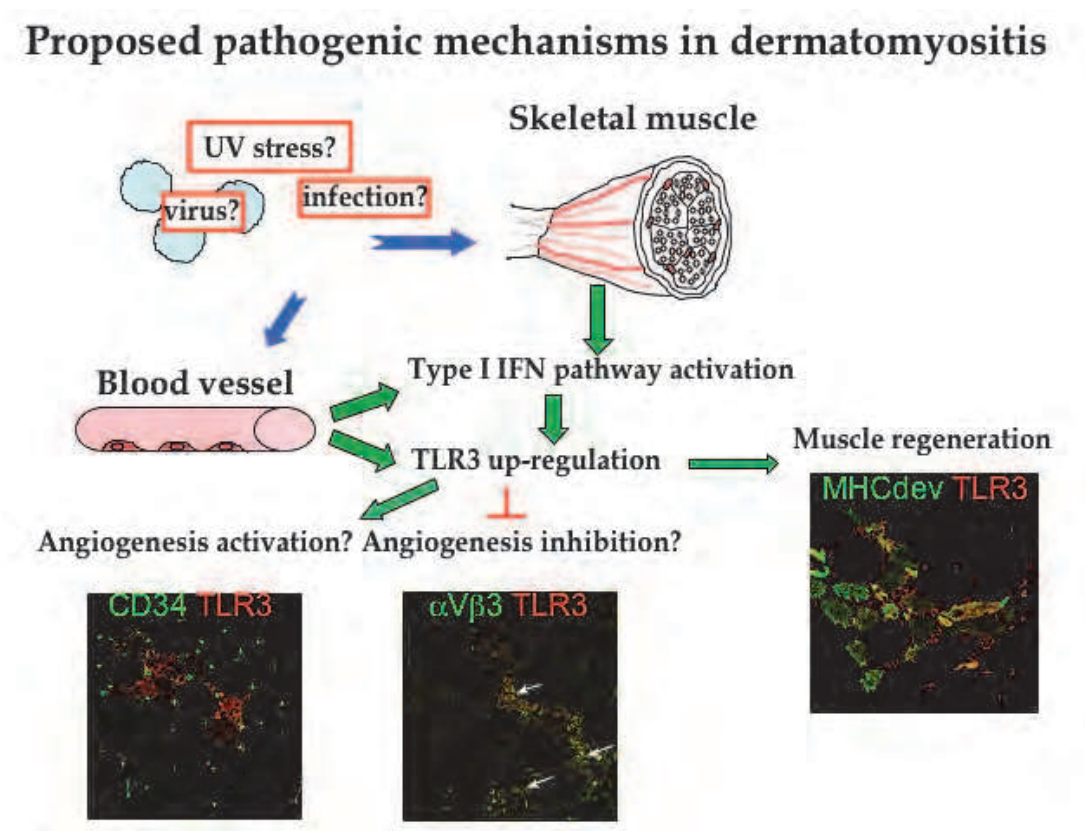 Proposed pathogenic mechanisms in dermatomyositis
Skeletal muscle
UV stress?
infection?
virus?
Type I IFN pathway activation
Blood vessel
TLR3 up-regulation
Muscle regeneration
MHCdev TLR3
Angiogenesis activation? Angiogenesis inhibition?
CD34 TLR3
αVβ3 TLR3